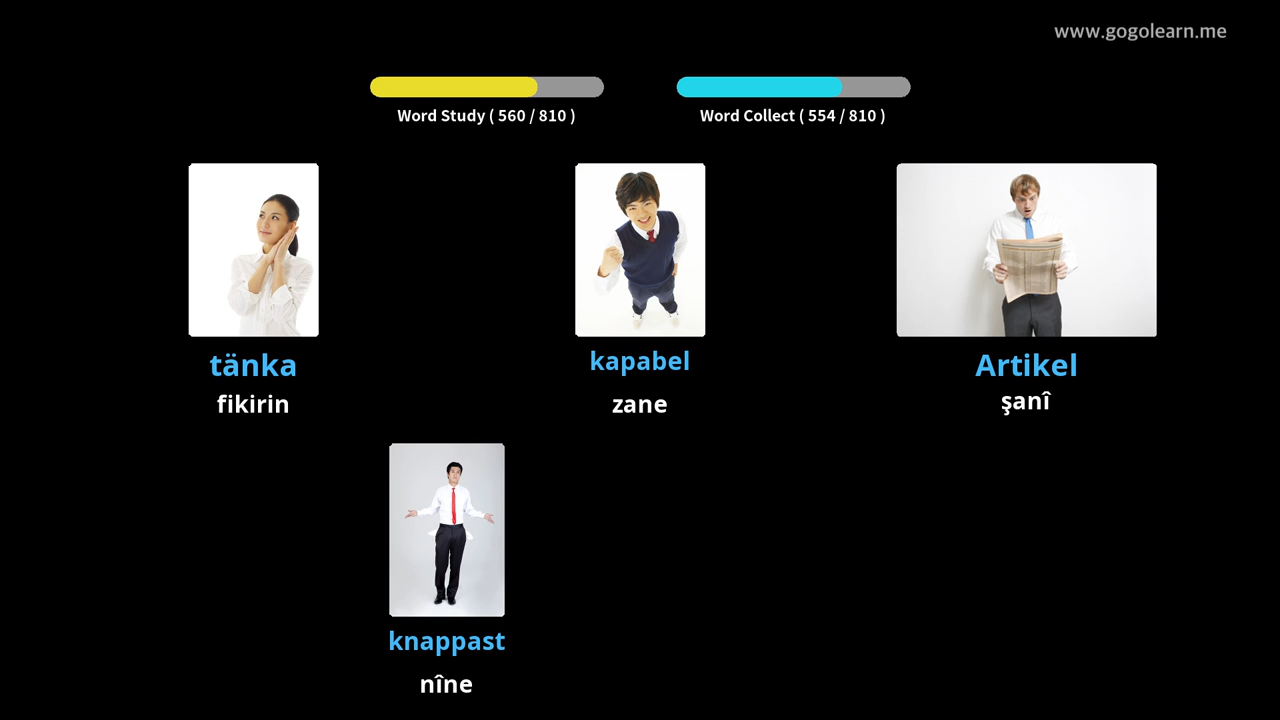 www.gogolearn.me
Word Study ( 560 / 810 )
Word Collect ( 554 / 810 )
tänka
fikirin
kapabel
zane
Artikel
şanî
knappast
nîne